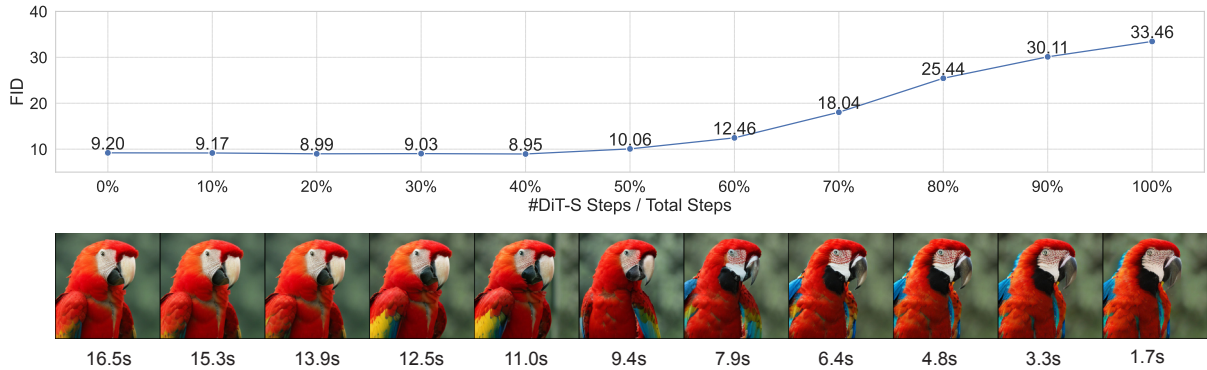 40
30
20
10
FID
9.20 9.17 8.99 9.03 8.95 10.06 12.46 18.04 25.44 30.11 33.46
0% 10% 20% 30% 40% 50% 60% 70% 80% 90% 100%
#DiT-S Steps / Total Steps
16.5s 15.3s 13.9s 12.5s 11.0s 9.4s 7.9s 6.4s 4.8s 3.3s 1.7s